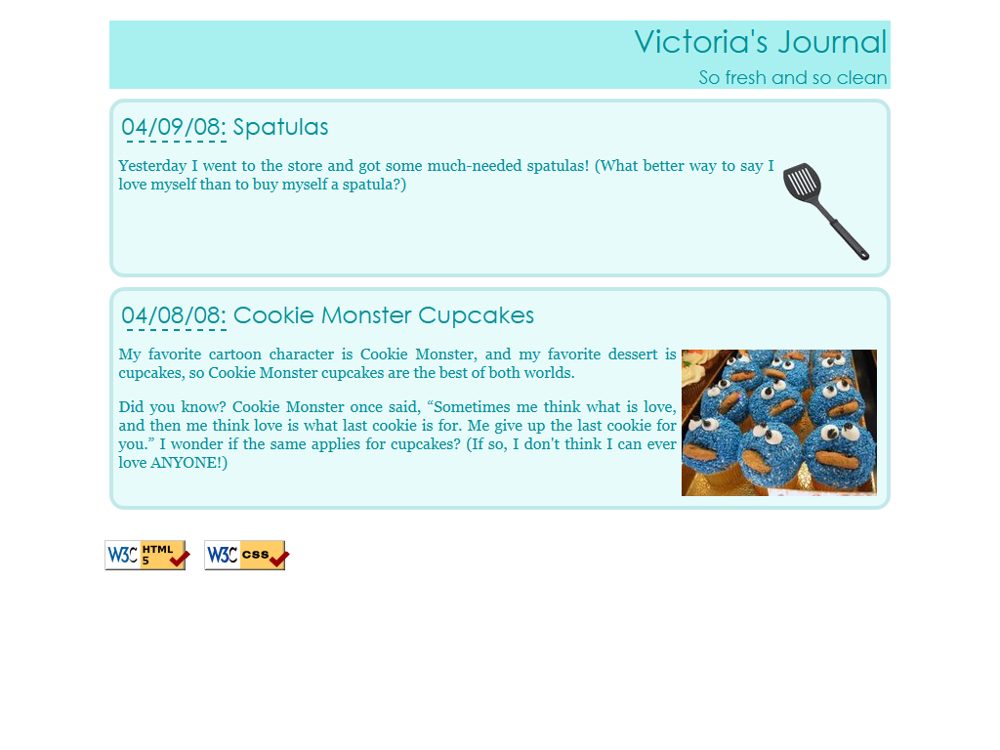 Victoria's Journal
So fresh and so clean
04/09/08: Spatulas
Yesterday I went to the store and got some much-needed spatulas! (What better way to say I
love myself than to buy myself a spatula?)
04/08/08: Cookie Monster Cupcakes
My favorite cartoon character is Cookie Monster, and my favorite dessert is
cupcakes, so Cookie Monster cupcakes are the best of both worlds.
Did you know? Cookie Monster once said, “Sometimes me think what is love,
and then me think love is what last cookie is for. Me give up the last cookie for
you.” I wonder if the same applies for cupcakes? (If so, I don't think I can ever
love ANYONE!)
W3C HTML 5
W3C css